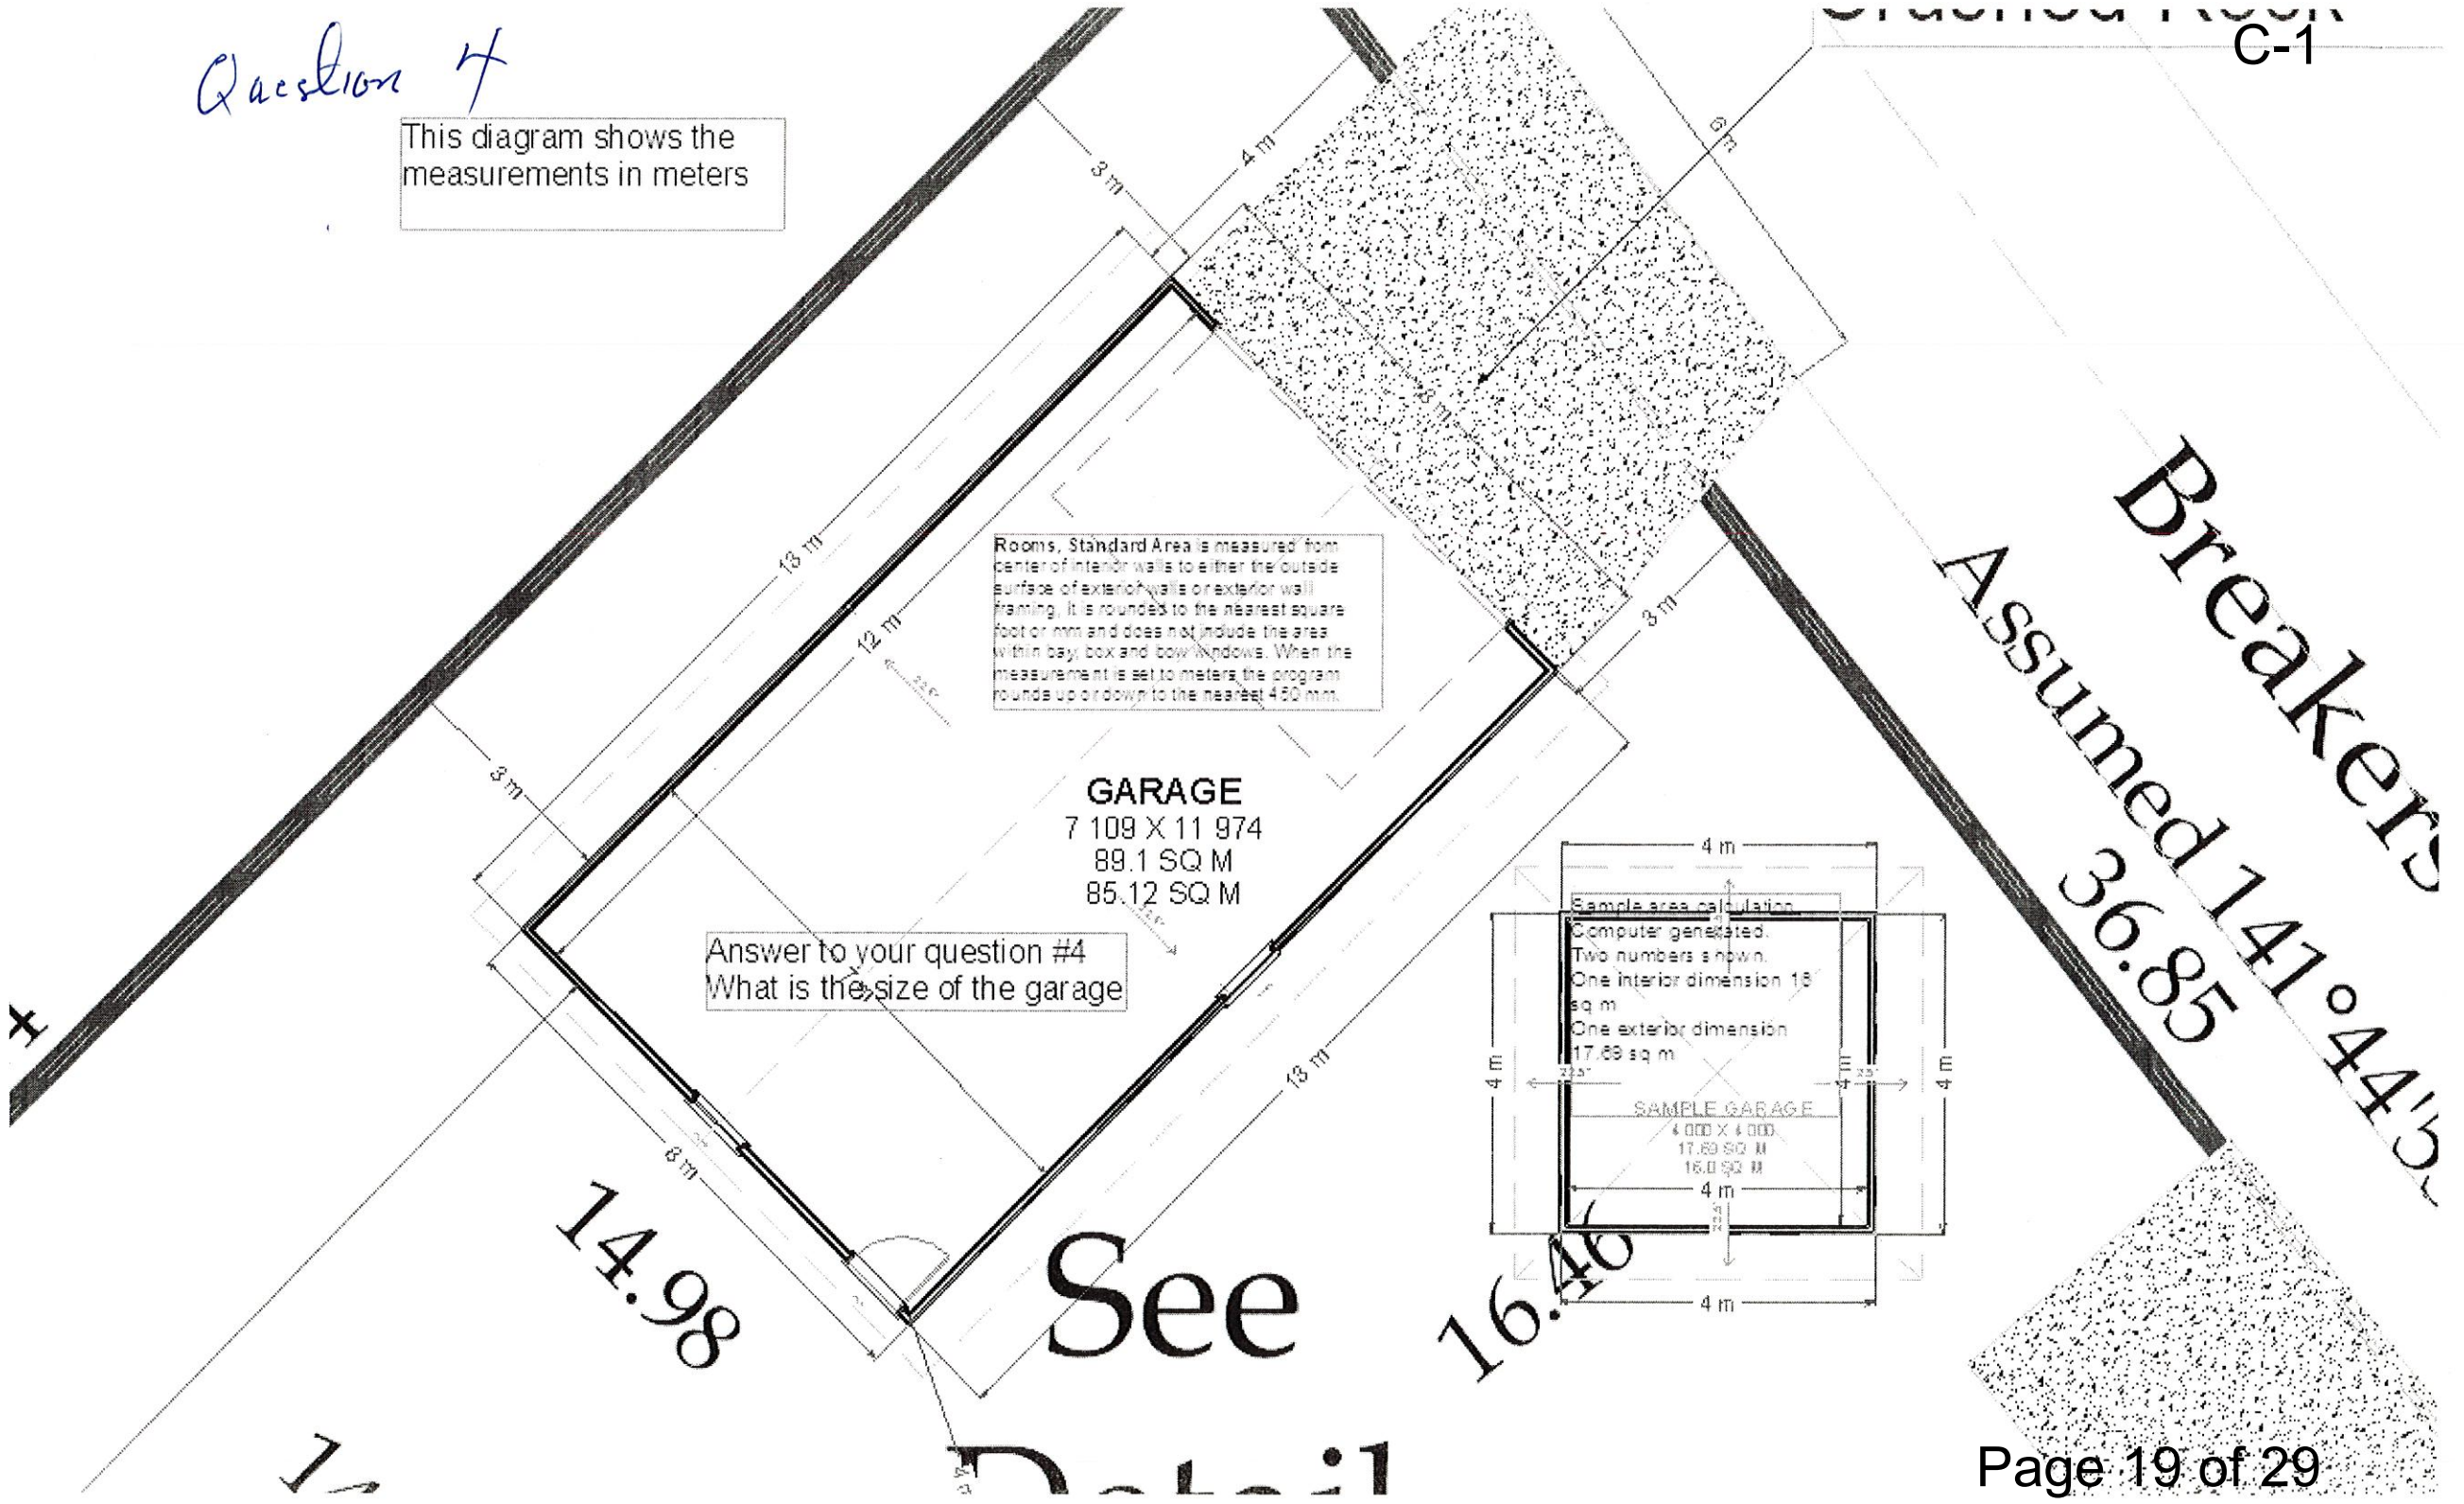 C-1
Question 4
This diagram shows the
measurements in meters
3 m
4 m
6 m
13 m
12 m
3 m
3 m
Rooms, Standard Area is measured from
center of interior walls to either the outside
surface of exterior walls or exterior wall
framing, it is rounded to the nearest square
foot or mm and does not include the area
within bay, box and bow windows. When the
measurement is set to meters the program
rounds up or down to the nearest 450 mm.
22.5°
GARAGE
7 109 X 11 974
89.1 SQ M
85.12 SQ M
Answer to your question #4
What is the size of the garage
8 m
13 m
14.98
See
16.46
Breakers
Assumed 141°44'5
36.85
4 m
Sample area calculation
Computer generated.
Two numbers shown.
One interior dimension 16
sq m
One exterior dimension
17.69 sq m
4 m
4 m
4 m
SAMPLE GARAGE
4 000 X 4 000
17.69 SQ M
16.0 SQ M
4 m
4 m
Page 19 of 29